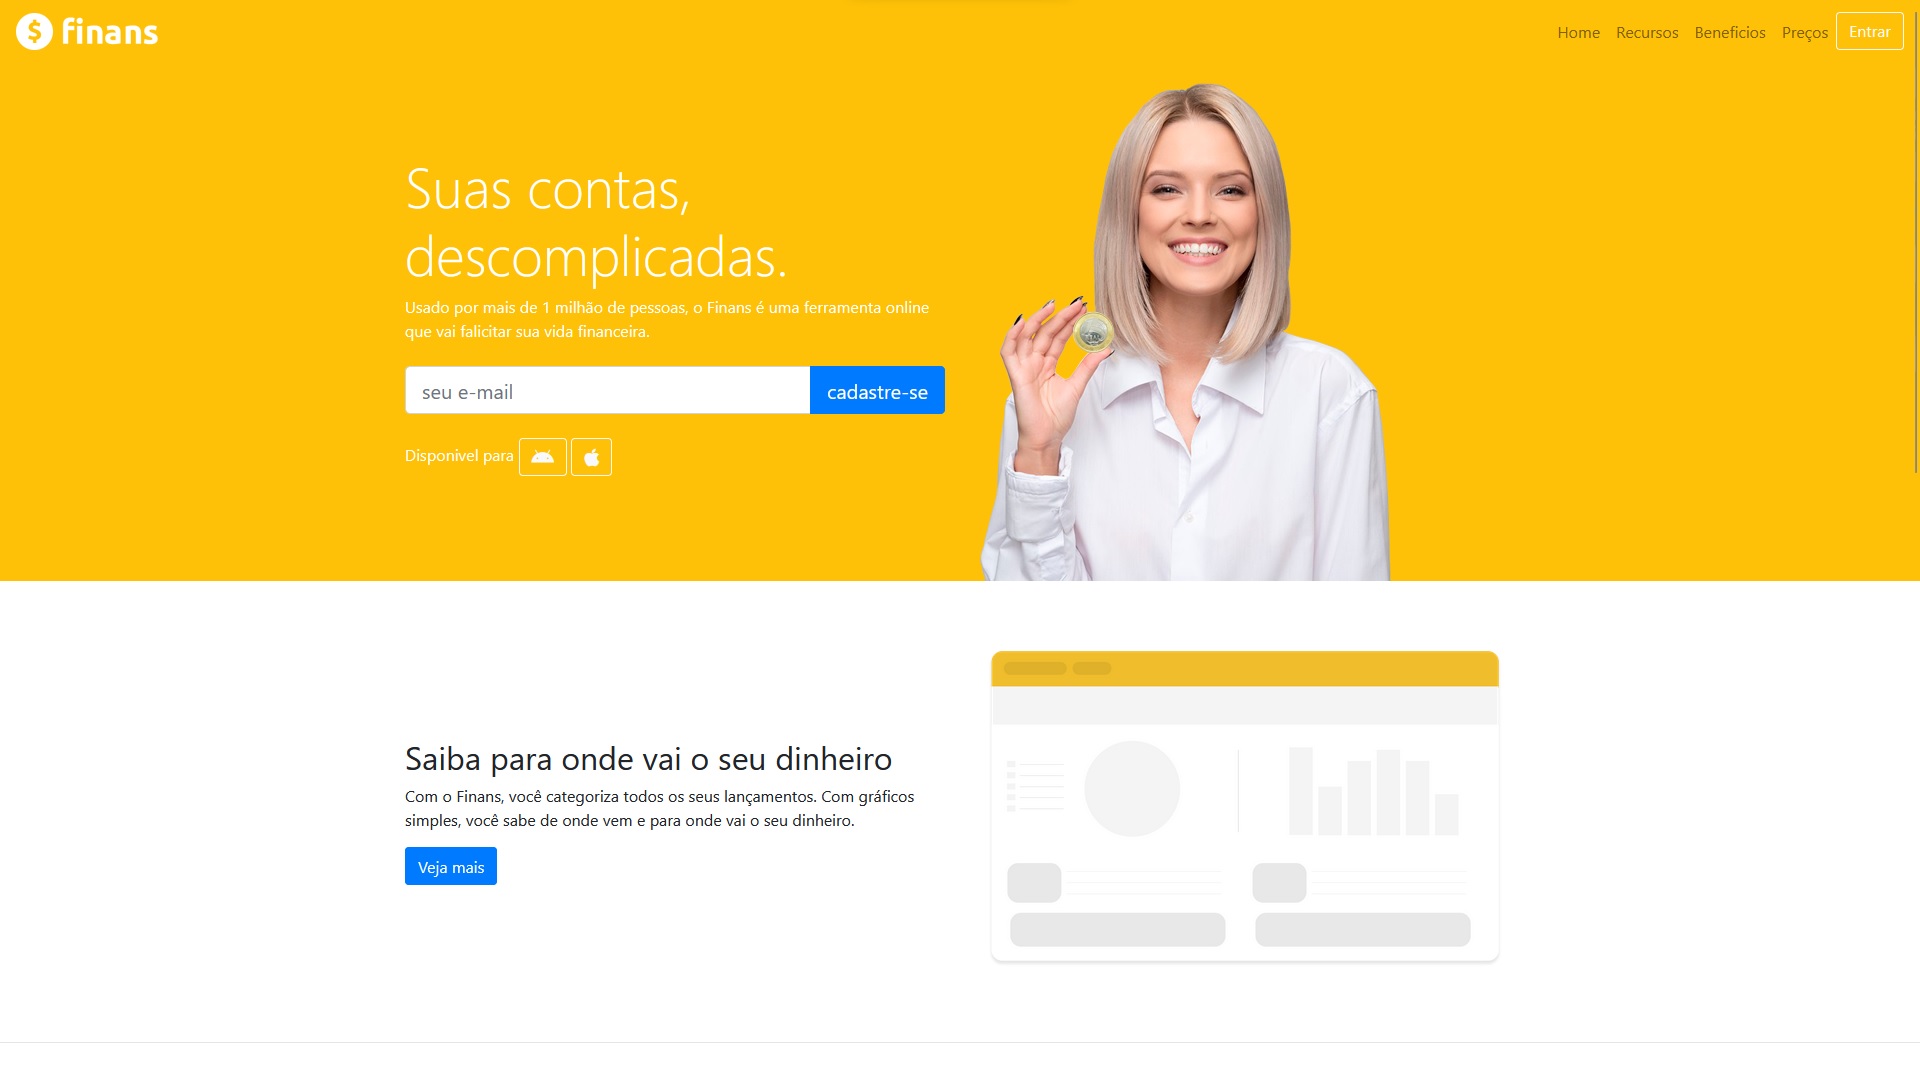 finans
Home Recursos Beneficios Preços Entrar
Suas contas,
descomplicadas.
Usado por mais de 1 milhão de pessoas, o Finans é uma ferramenta online
que vai falicitar sua vida financeira.
seu e-mail cadastre-se
Disponivel para
Saiba para onde vai o seu dinheiro
Com o Finans, você categoriza todos os seus lançamentos. Com gráficos
simples, você sabe de onde vem e para onde vai o seu dinheiro.
Veja mais